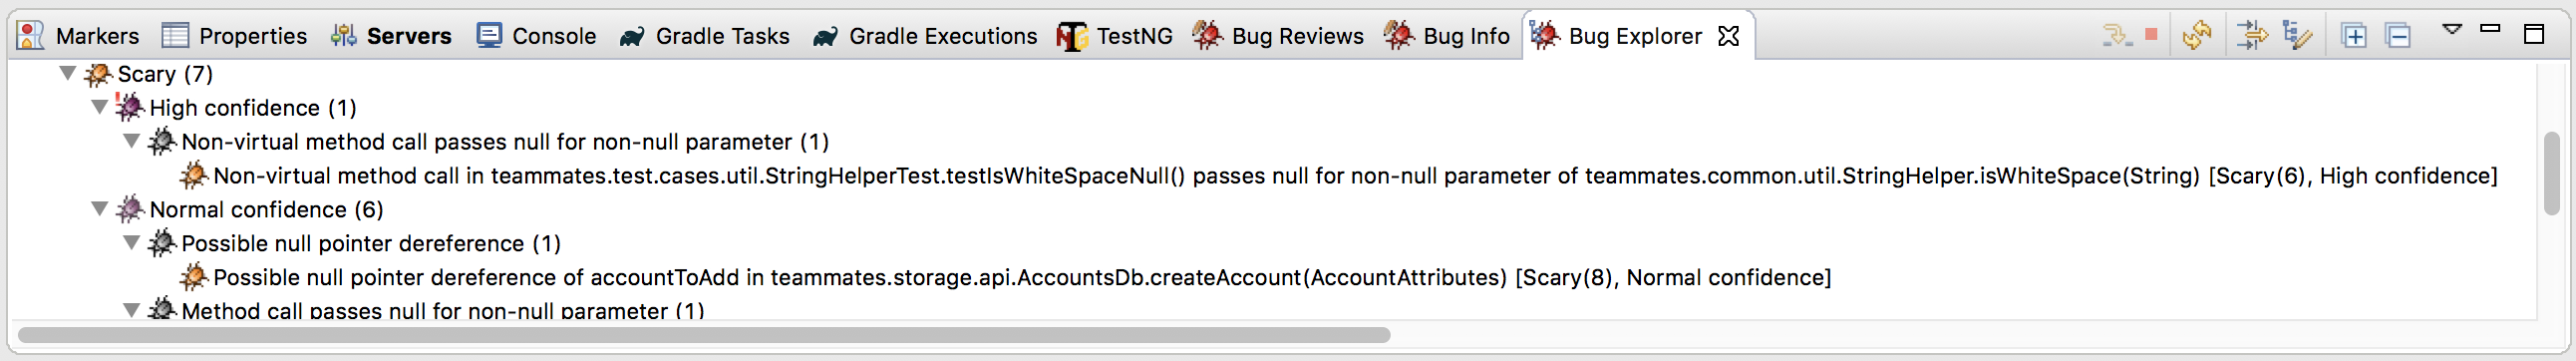 Markers Properties Servers Console Gradle Tasks Gradle Executions TestNG Bug Reviews Bug Info Bug Explorer
Scary (7)
High confidence (1)
Non-virtual method call passes null for non-null parameter (1)
Non-virtual method call in teammates.test.cases.util.StringHelperTest.testIsWhiteSpaceNull() passes null for non-null parameter of teammates.common.util.StringHelper.isWhiteSpace(String) [Scary(6), High confidence]
Normal confidence (6)
Possible null pointer dereference (1)
Possible null pointer dereference of accountToAdd in teammates.storage.api.AccountsDb.createAccount(AccountAttributes) [Scary(8), Normal confidence]
Method call passes null for non-null parameter (1)